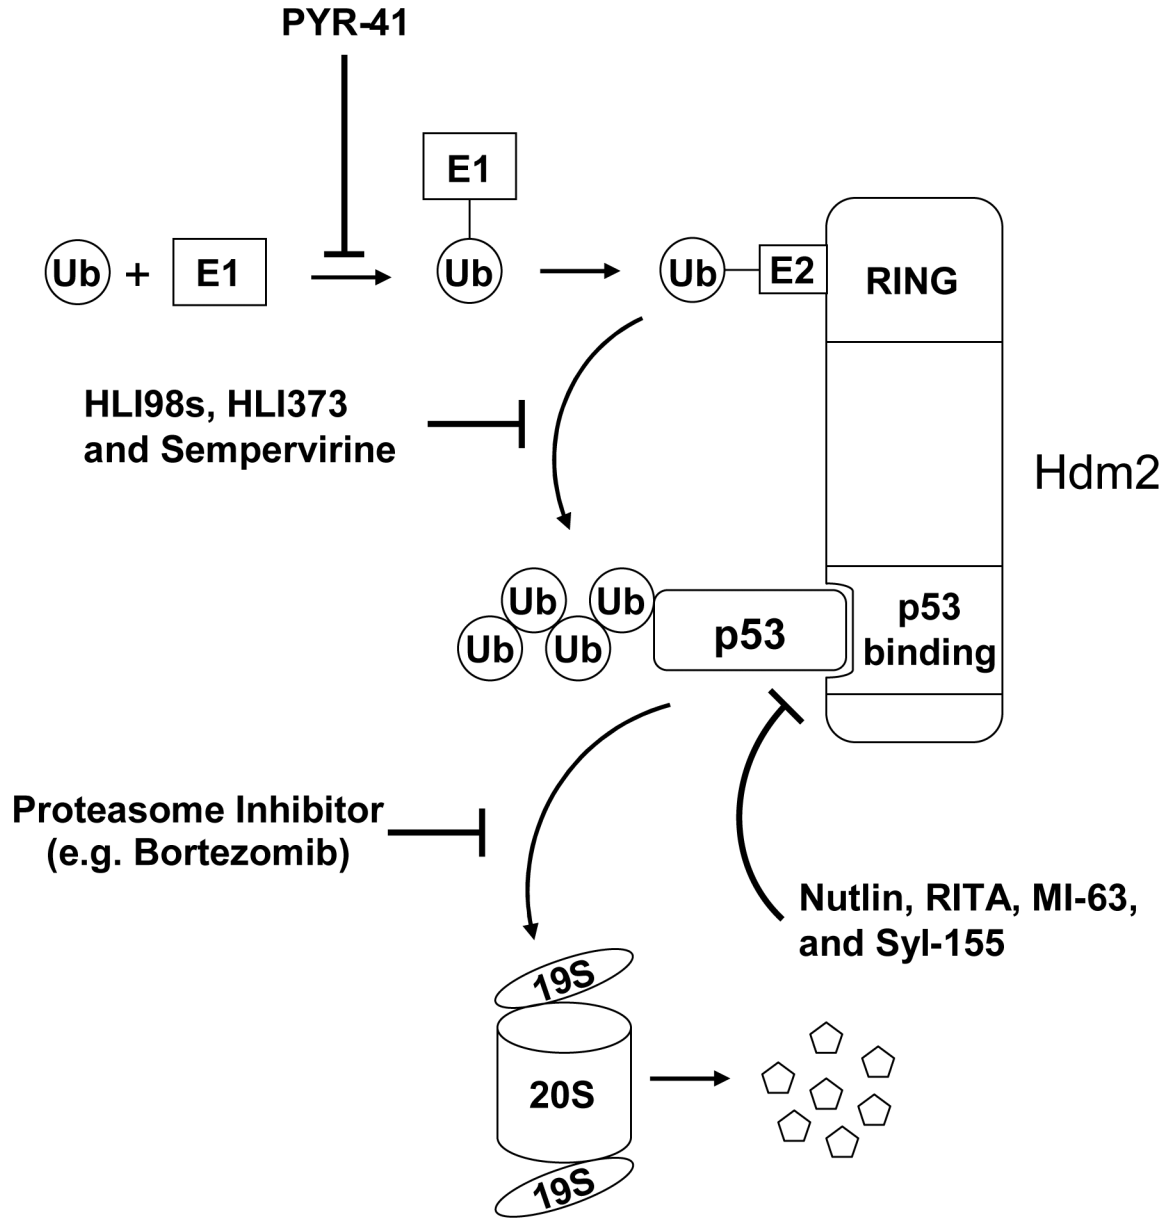 PYR-41
E1
Ub + E1
Ub
Ub
E2
RING
HLI98s, HLI373
and Sempervirine
Hdm2
Ub
Ub
Ub
Ub
p53
p53
binding
Proteasome Inhibitor
(e.g. Bortezomib)
Nutlin, RITA, MI-63,
and Syl-155
19S
20S
19S